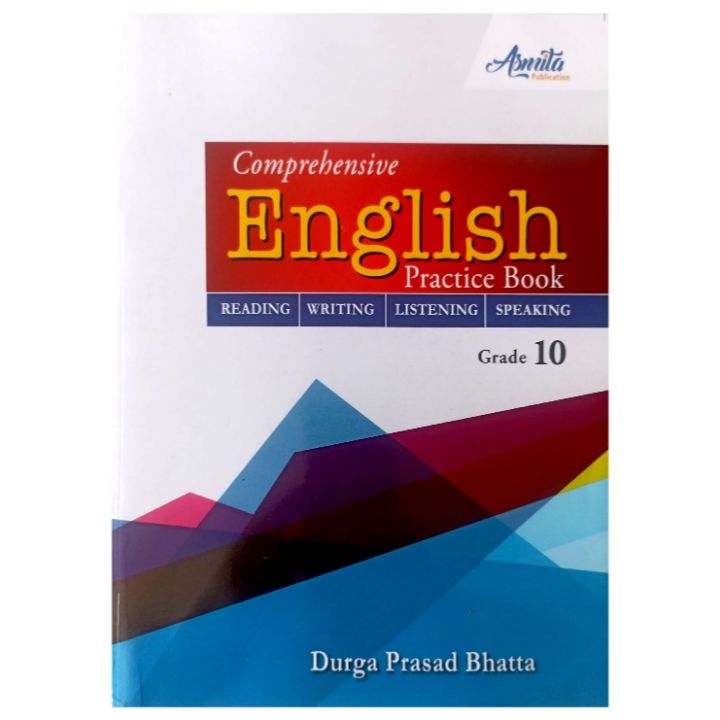 Asmita
Publication
Comprehensive
English
Practice Book
READING WRITING LISTENING SPEAKING
Grade 10
Durga Prasad Bhatta